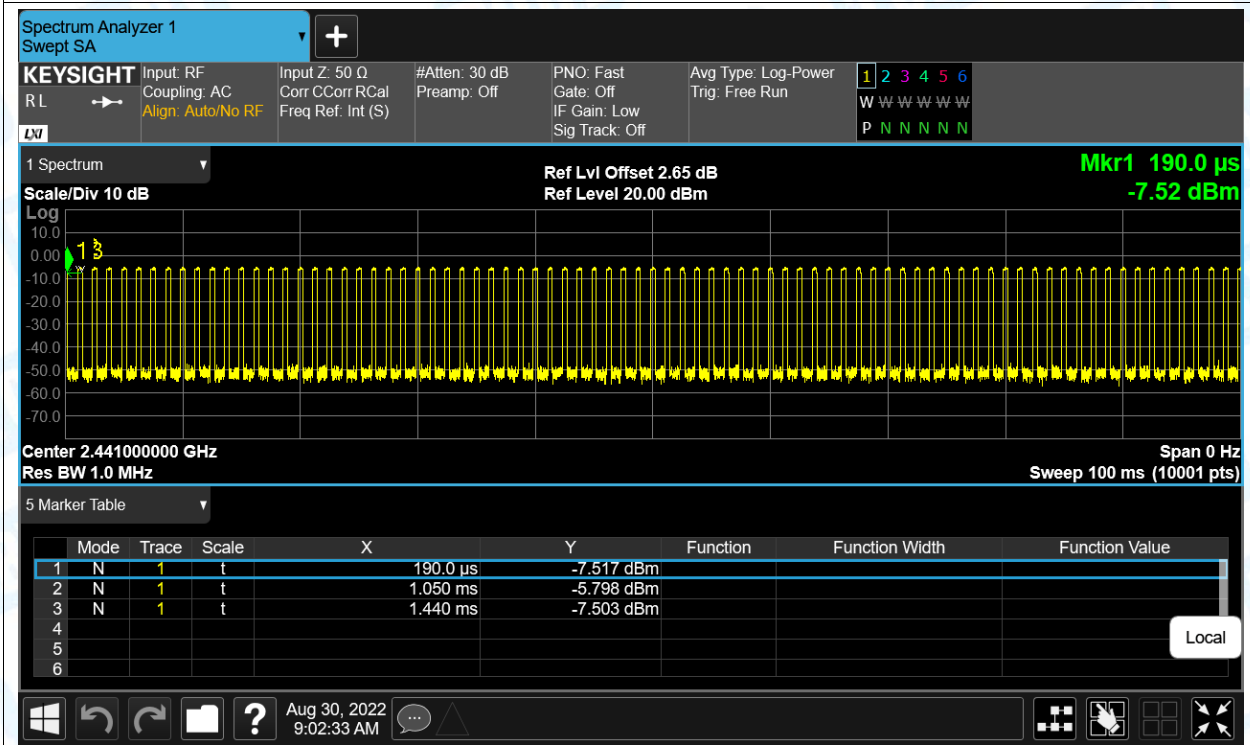 Spectrum Analyzer 1
Swept SA
KEYSIGHT Input: RF Input Z: 50 Ω #Atten: 30 dB PNO: Fast Avg Type: Log-Power 1 2 3 4 5 6
R L Coupling: AC Corr CCorr RCal Preamp: Off Gate: Off Trig: Free Run W W W W W W
Align: Auto/No RF Freq Ref: Int (S) IF Gain: Low
LXI Sig Track: Off P N N N N N
1 Spectrum Ref Lvl Offset 2.65 dB Mkr1 190.0 µs
Scale/Div 10 dB Ref Level 20.00 dBm -7.52 dBm
Log
10.0
0.00 1 3
-10.0
-20.0
-30.0
-40.0
-50.0
-60.0
-70.0
Center 2.441000000 GHz Span 0 Hz
Res BW 1.0 MHz Sweep 100 ms (10001 pts)
5 Marker Table
Mode Trace Scale X Y Function Function Width Function Value
1 N 1 t 190.0 µs -7.517 dBm
2 N 1 t 1.050 ms -5.798 dBm
3 N 1 t 1.440 ms -7.503 dBm
4
5 Local
6
? Aug 30, 2022
9:02:33 AM